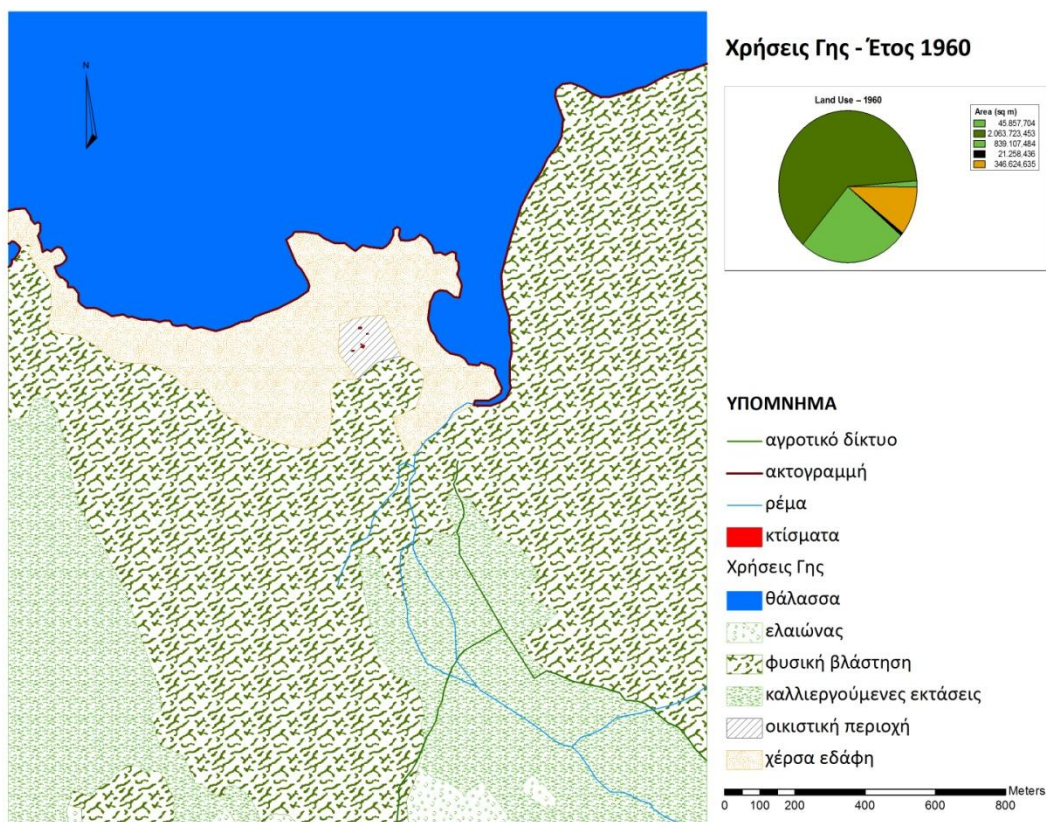 Χρήσεις Γης - Έτος 1960
Land Use – 1960
Area (sq m)
45.857,704
2.063.723,453
839.107,484
21.258,436
346.624,635
N
ΥΠΟΜΝΗΜΑ
αγροτικό δίκτυο
ακτογραμμή
ρέμα
κτίσματα
Χρήσεις Γης
θάλασσα
ελαιώνας
φυσική βλάστηση
καλλιεργούμενες εκτάσεις
οικιστική περιοχή
χέρσα εδάφη
Meters
0 50 100 200 400 600 800